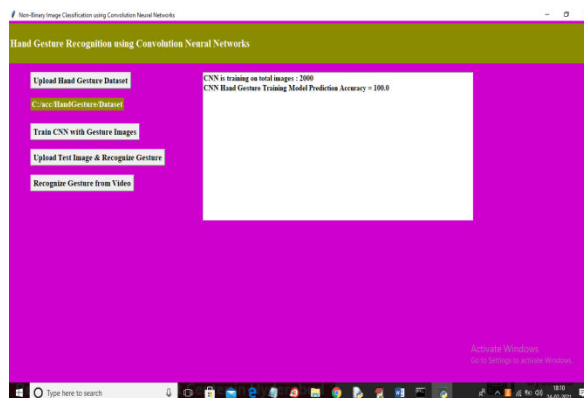 Non-Binary Image Classification using Convolution Neural Networks
Hand Gesture Recognition using Convolution Neural Networks
Upload Hand Gesture Dataset
C:/acc/HandGesture/Dataset
Train CNN with Gesture Images
Upload Test Image & Recognize Gesture
Recognize Gesture from Video
CNN is training on total images : 2000
CNN Hand Gesture Training Model Prediction Accuracy = 100.0
Activate Windows
Go to Settings to activate Windows.
Type here to search
18:10